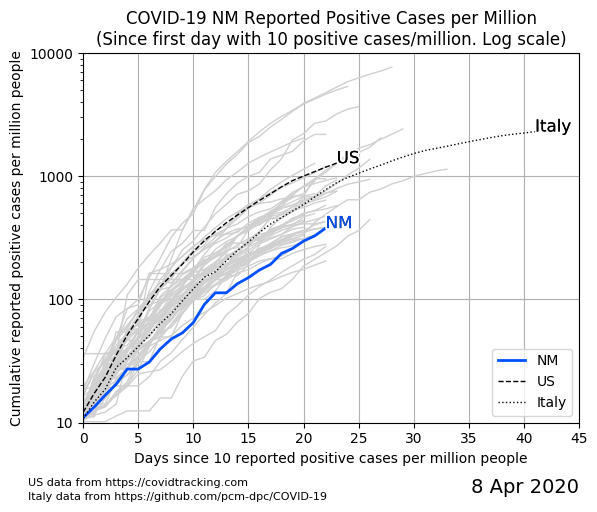 COVID-19 NM Reported Positive Cases per Million
(Since first day with 10 positive cases/million. Log scale)
Cumulative reported positive cases per million people
10000
1000
100
10
Italy
US
NM
NM
US
Italy
0 5 10 15 20 25 30 35 40 45
Days since 10 reported positive cases per million people
US data from https://covidtracking.com
Italy data from https://github.com/pcm-dpc/COVID-19
8 Apr 2020